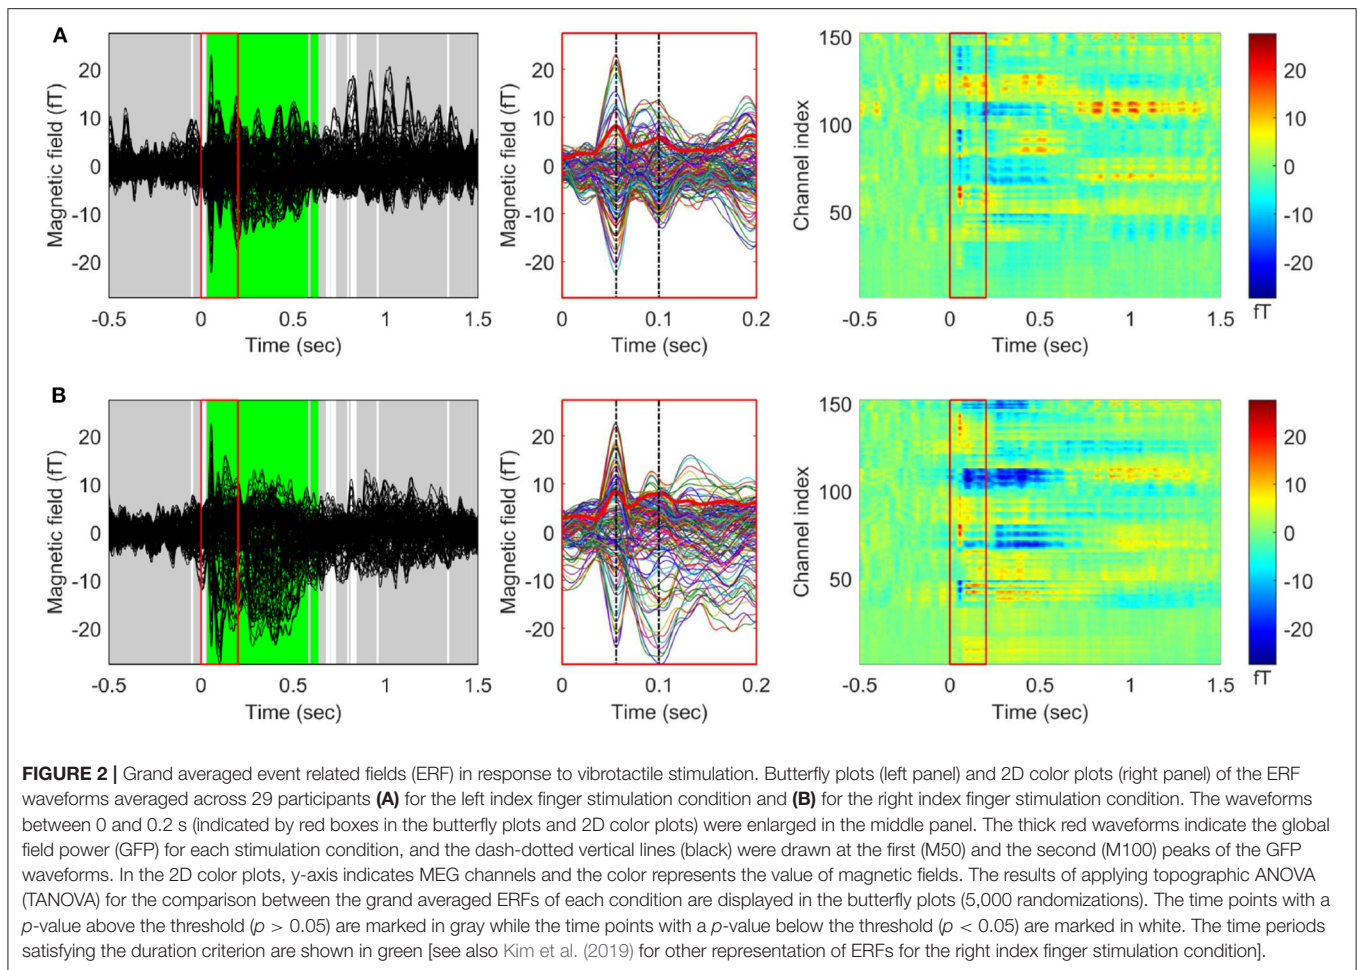 A
20
10
0
-10
-20
Magnetic field (fT)
-0.5 0 0.5 1 1.5
Time (sec)
20
10
0
-10
-20
Magnetic field (fT)
0 0.1 0.2
Time (sec)
150
100
50
Channel index
-0.5 0 0.5 1 1.5
Time (sec)
20
10
0
-10
-20
fT
B
20
10
0
-10
-20
Magnetic field (fT)
-0.5 0 0.5 1 1.5
Time (sec)
20
10
0
-10
-20
Magnetic field (fT)
0 0.1 0.2
Time (sec)
150
100
50
Channel index
-0.5 0 0.5 1 1.5
Time (sec)
20
10
0
-10
-20
fT
FIGURE 2 | Grand averaged event related fields (ERF) in response to vibrotactile stimulation. Butterfly plots (left panel) and 2D color plots (right panel) of the ERF
waveforms averaged across 29 participants (A) for the left index finger stimulation condition and (B) for the right index finger stimulation condition. The waveforms
between 0 and 0.2 s (indicated by red boxes in the butterfly plots and 2D color plots) were enlarged in the middle panel. The thick red waveforms indicate the global
field power (GFP) for each stimulation condition, and the dash-dotted vertical lines (black) were drawn at the first (M50) and the second (M100) peaks of the GFP
waveforms. In the 2D color plots, y-axis indicates MEG channels and the color represents the value of magnetic fields. The results of applying topographic ANOVA
(TANOVA) for the comparison between the grand averaged ERFs of each condition are displayed in the butterfly plots (5,000 randomizations). The time points with a
p-value above the threshold (p > 0.05) are marked in gray while the time points with a p-value below the threshold (p < 0.05) are marked in white. The time periods
satisfying the duration criterion are shown in green [see also Kim et al. (2019) for other representation of ERFs for the right index finger stimulation condition].